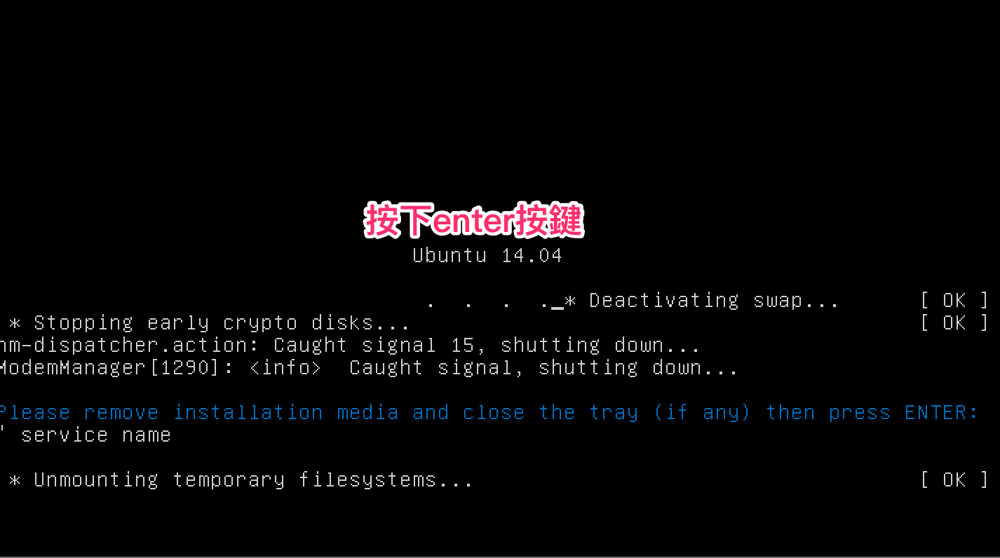 按下enter按鍵
Ubuntu 14.04
. . . ._* Deactivating swap... [ OK ]
* Stopping early crypto disks... [ OK ]
nm-dispatcher.action: Caught signal 15, shutting down...
ModemManager[1290]: <info>  Caught signal, shutting down...
Please remove installation media and close the tray (if any) then press ENTER:
' service name
* Unmounting temporary filesystems... [ OK ]